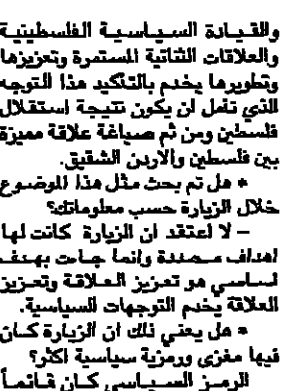 والقيادة السياسية الفلسطينية
والعلاقات الثنائية المستمرة وتعزيزها
وتطويرها يخدم بالتأكيد هذا التوجه
الذي نأمل ان يكون نتيجة استقلال
فلسطين ومن ثم صياغة علاقة مميزة
بين فلسطين والاردن الشقيق.
* هل تم بحث مثل هذا الموضوع
خلال الزيارة حسب معلوماتك؟
- لا اعتقد ان الزيارة كانت لها
اهداف محددة وانما جاءت بهدف
اساسي هو تعزيز العلاقة وتعزيز
العلاقة يخدم التوجهات السياسية.
* هل يعني ذلك ان الزيارة كان
فيها مغزى ورمزية سياسية اكثر؟
الرمز السياسي كان قائماً